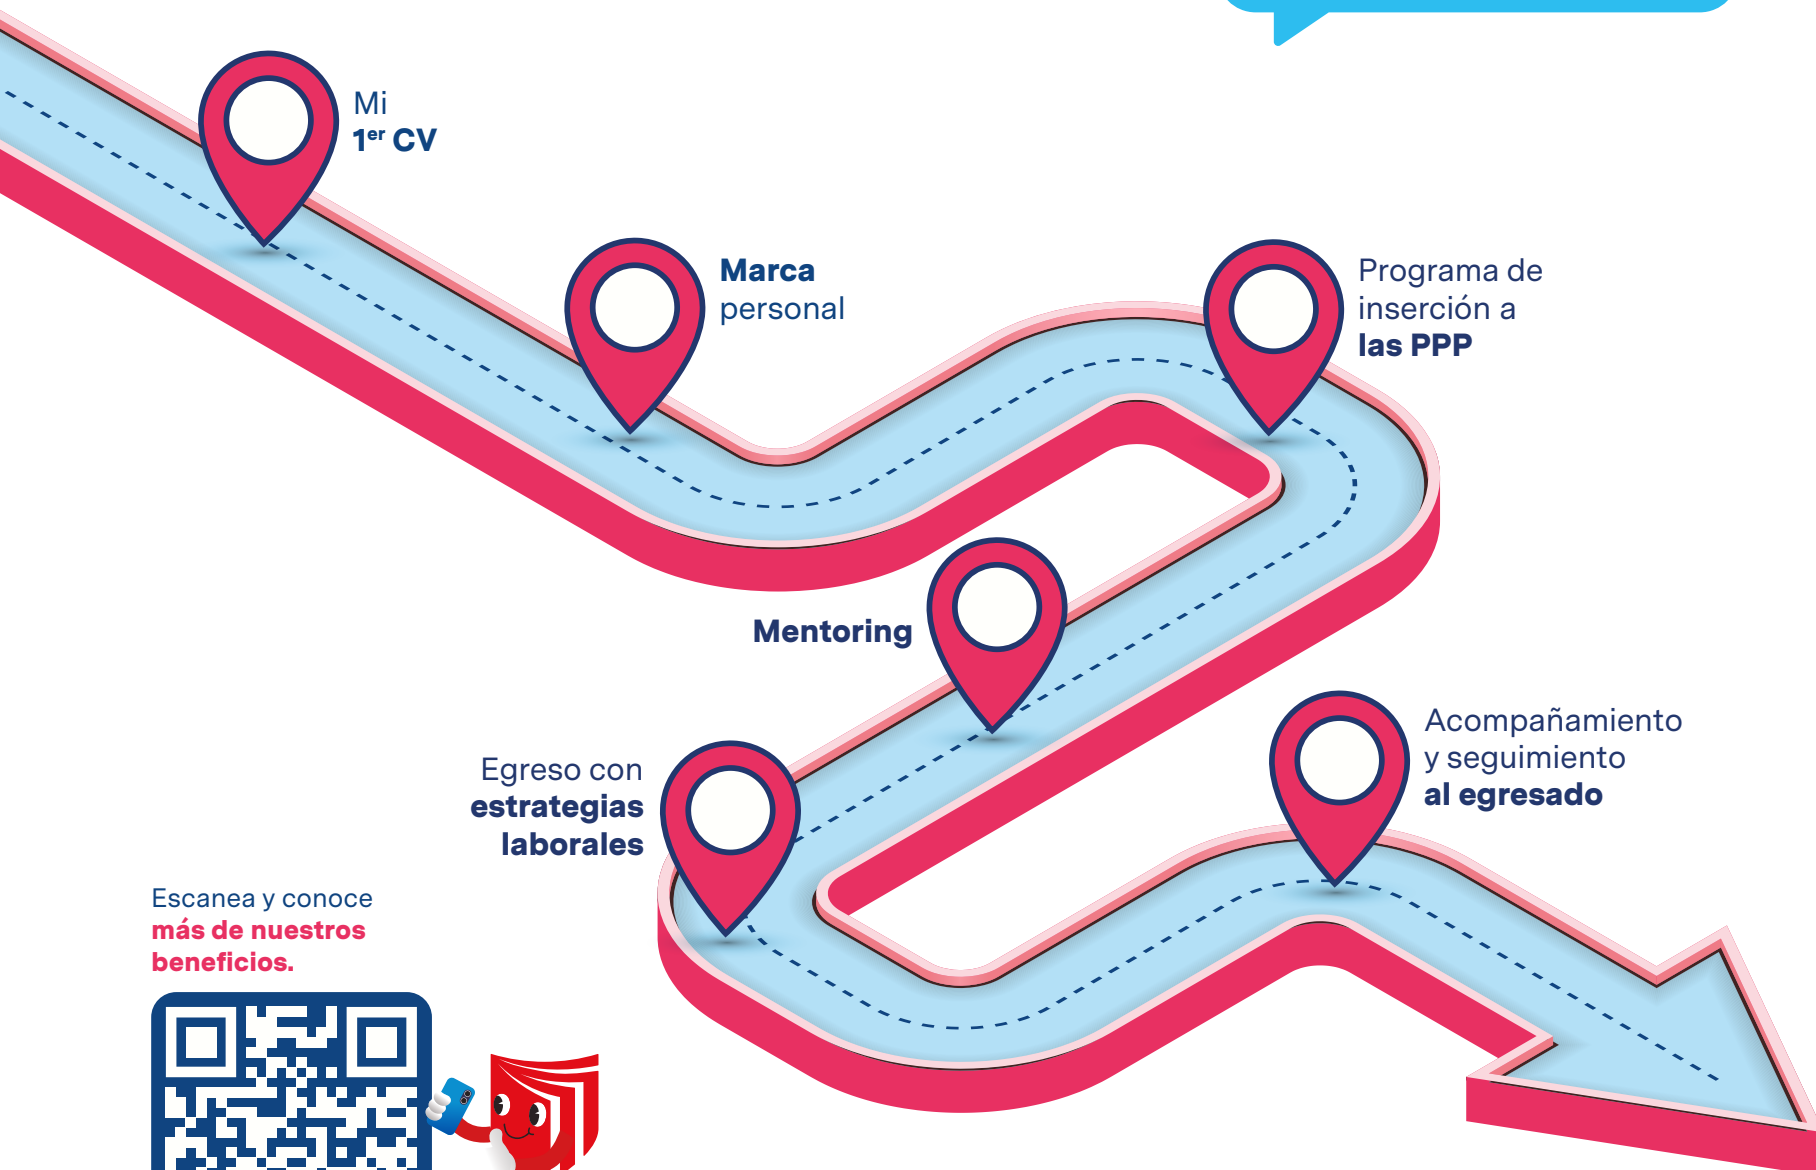 Mi
1er CV
Marca
personal
Programa de
inserción a
las PPP
Mentoring
Egreso con
estrategias
laborales
Acompañamiento
y seguimiento
al egresado
Escanea y conoce
más de nuestros
beneficios.